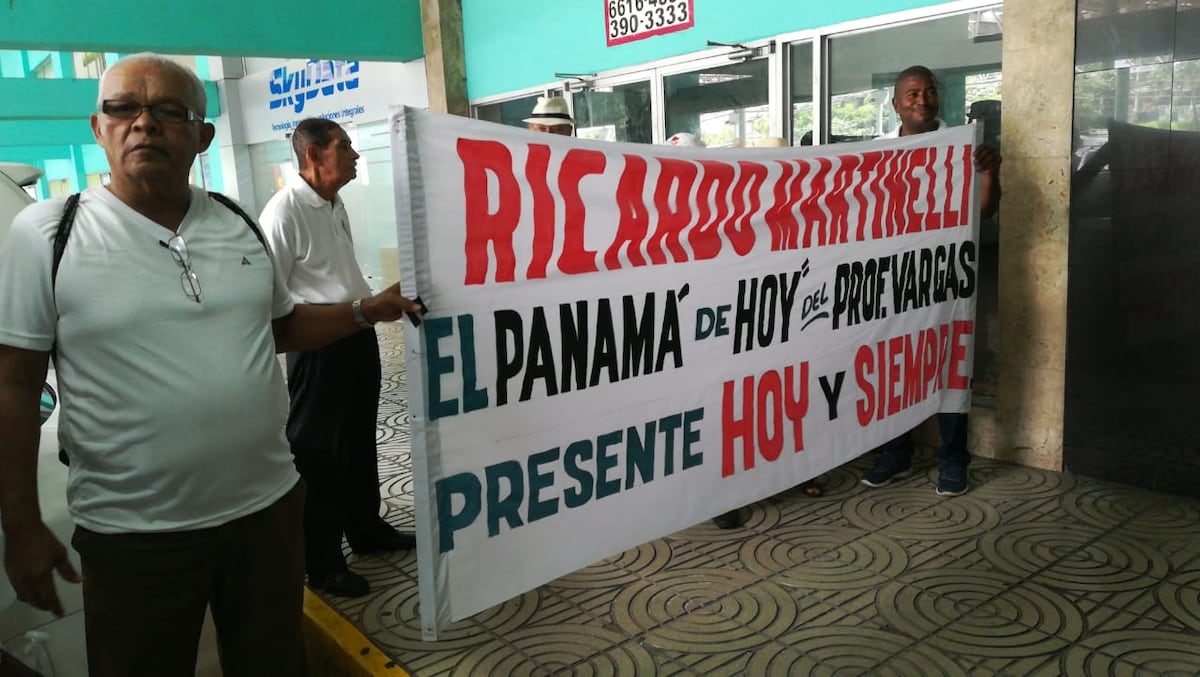 390-3333
SkyData
RICARDO MARTINELLI
EL PANAMÁ DE HOY" DEL PROF. VARGAS
PRESENTE HOY Y SIEMPRE.